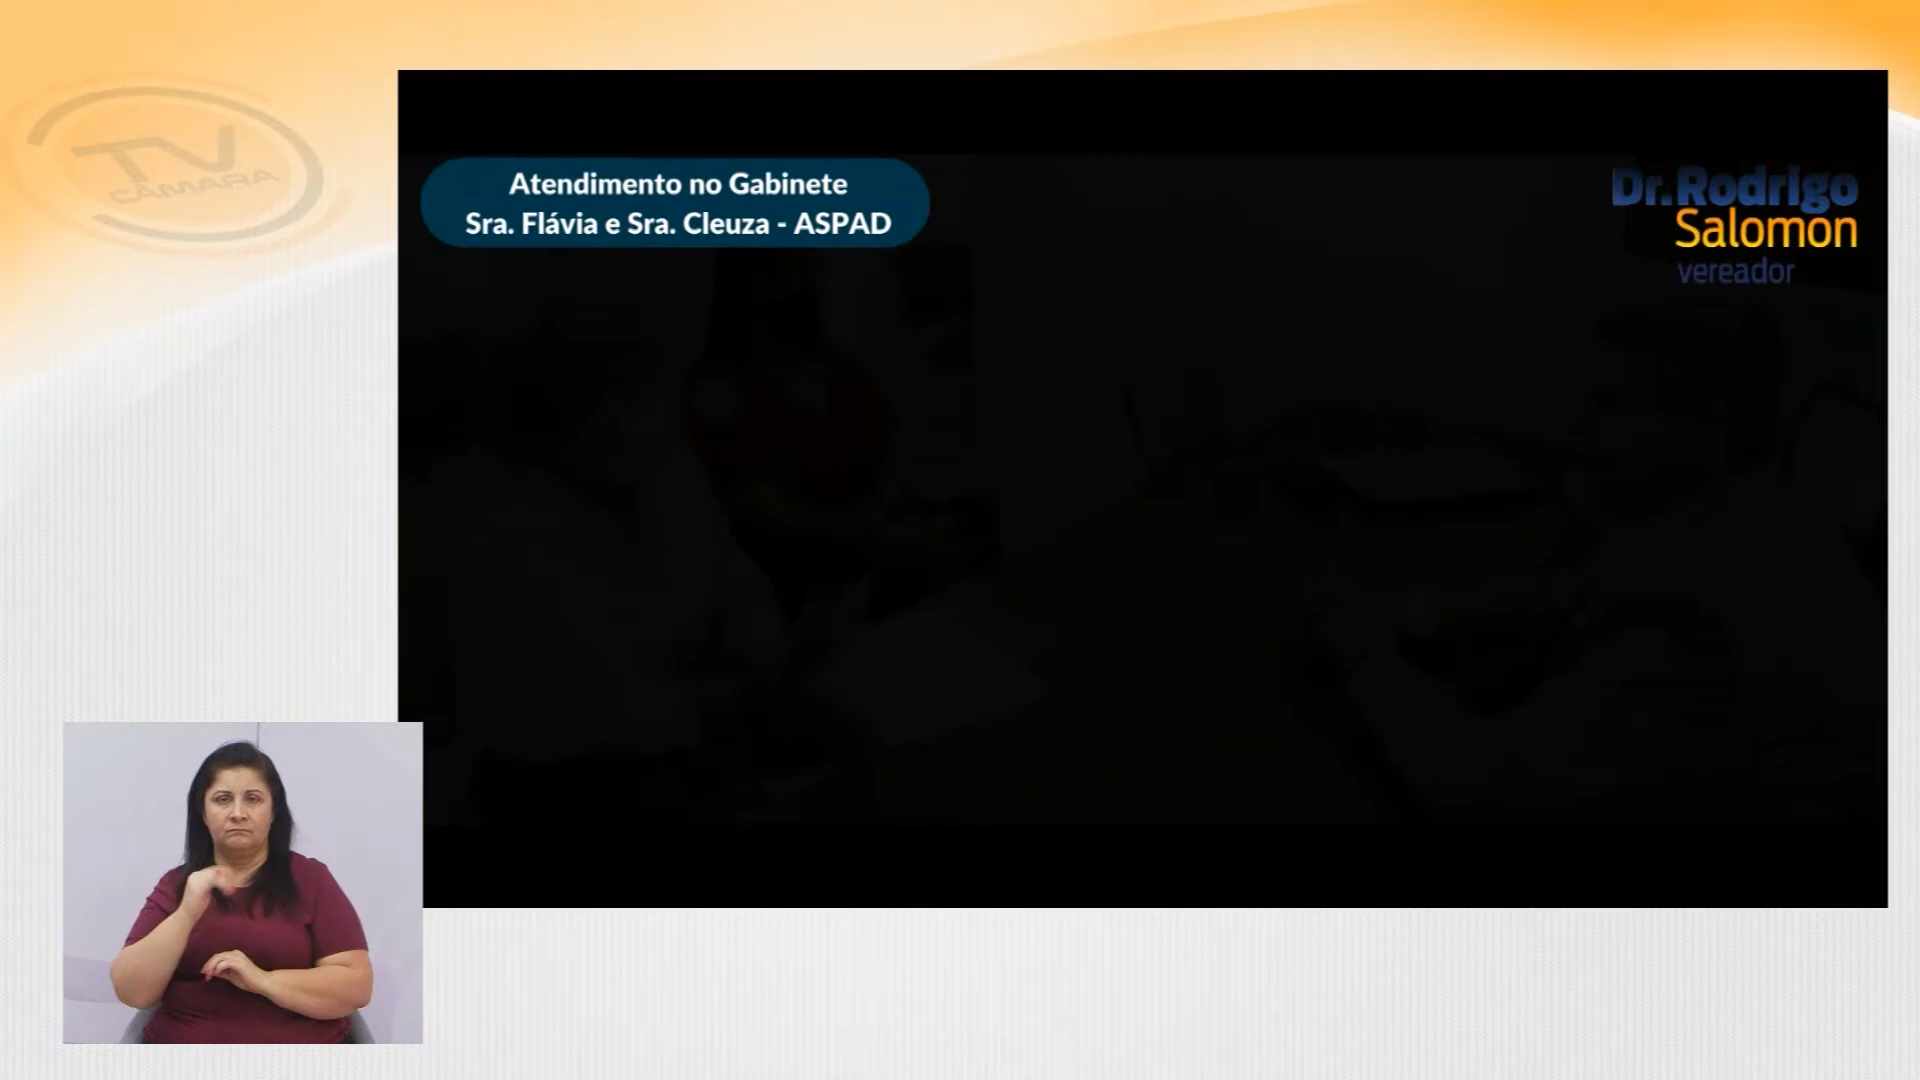 TV
CÂMARA
Atendimento no Gabinete
Sra. Flávia e Sra. Cleuza - ASPAD
Dr. Rodrigo
Salomon
vereador